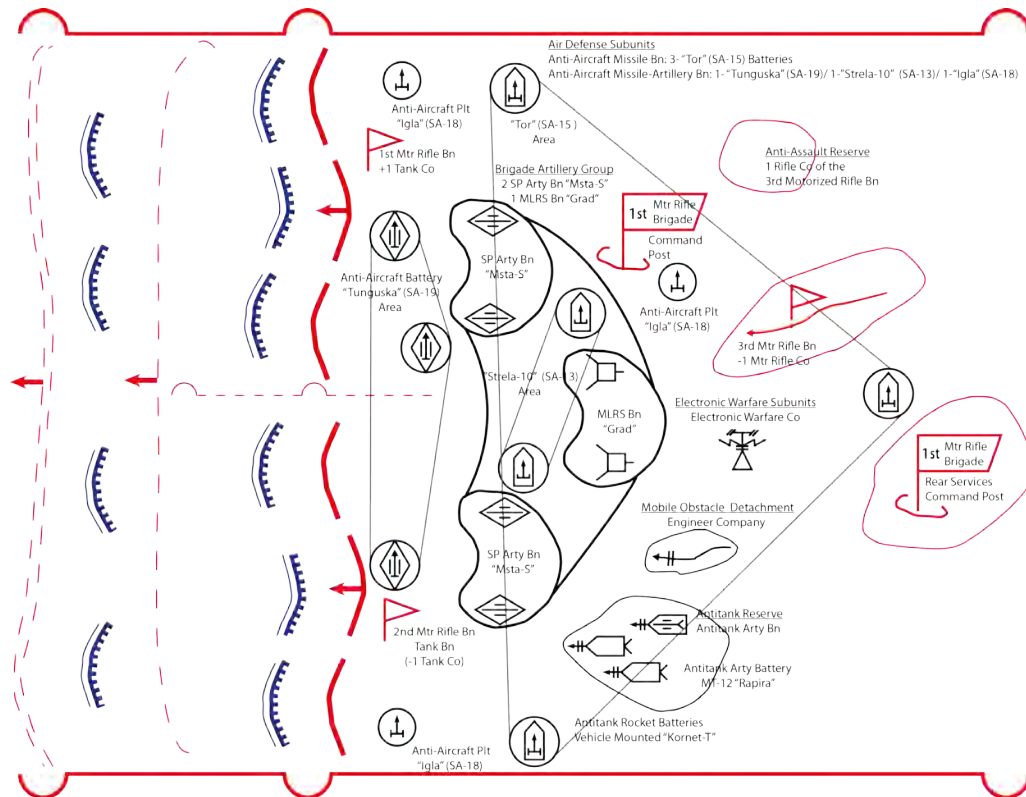 Air Defense Subunits
Anti-Aircraft Missile Bn: 3- “Tor” (SA-15) Batteries
Anti-Aircraft Missile-Artillery Bn: 1-“Tunguska” (SA-19)/ 1-“Strela-10” (SA-13)/ 1-“Igla” (SA-18)
Anti-Aircraft Plt
“Igla” (SA-18)
“Tor” (SA-15 )
Area
1st Mtr Rifle Bn
+1 Tank Co
Anti-Assault Reserve
1 Rifle Co of the
3rd Motorized Rifle Bn
Brigade Artillery Group
2 SP Arty Bn “Msta-S”
1 MLRS Bn “Grad”
1st
Mtr Rifle
Brigade
Command
Post
SP Arty Bn
“Msta-S”
Anti-Aircraft Battery
“Tunguska” (SA-19)
Area
Anti-Aircraft Plt
“Igla” (SA-18)
3rd Mtr Rifle Bn
-1 Mtr Rifle Co
“Strela-10” (SA-13)
Area
MLRS Bn
“Grad”
Electronic Warfare Subunits
Electronic Warfare Co
1st
Mtr Rifle
Brigade
Rear Services
Command Post
Mobile Obstacle Detachment
Engineer Company
SP Arty Bn
“Msta-S”
2nd Mtr Rifle Bn
Tank Bn
(-1 Tank Co)
Antitank Reserve
Antitank Arty Bn
Antitank Arty Battery
MT-12 “Rapira”
Antitank Rocket Batteries
Vehicle Mounted “Kornet-T”
Anti-Aircraft Plt
“Igla” (SA-18)